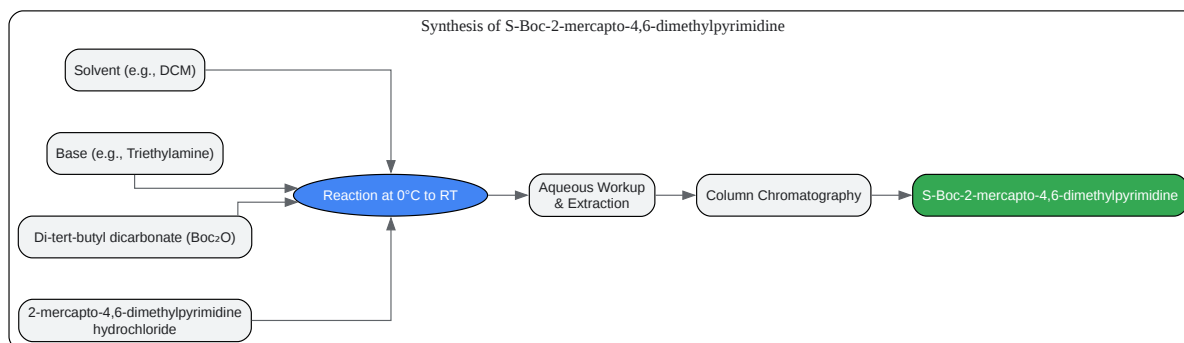 Synthesis of S-Boc-2-mercapto-4,6-dimethylpyrimidine
Solvent (e.g., DCM)
Base (e.g., Triethylamine)
Di-tert-butyl dicarbonate (Boc₂O)
2-mercapto-4,6-dimethylpyrimidine
hydrochloride
Reaction at 0°C to RT
Aqueous Workup
& Extraction
Column Chromatography
S-Boc-2-mercapto-4,6-dimethylpyrimidine